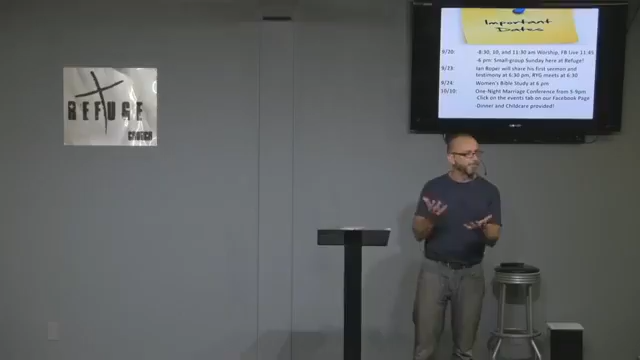 REFUGE
CHURCH
Important
Dates
9/20: -8:30, 10, and 11:30 am Worship, FB Live 11:45
-6 pm: Small-group Sunday here at Refuge!
9/23: Ian Roper will share his first sermon and
testimony at 6:30 pm, RYG meets at 6:30
9/24: Women's Bible Study at 6 pm
10/10: One-Night Marriage Conference from 5-9pm
Click on the events tab on our Facebook Page
Dinner and Childcare provided!